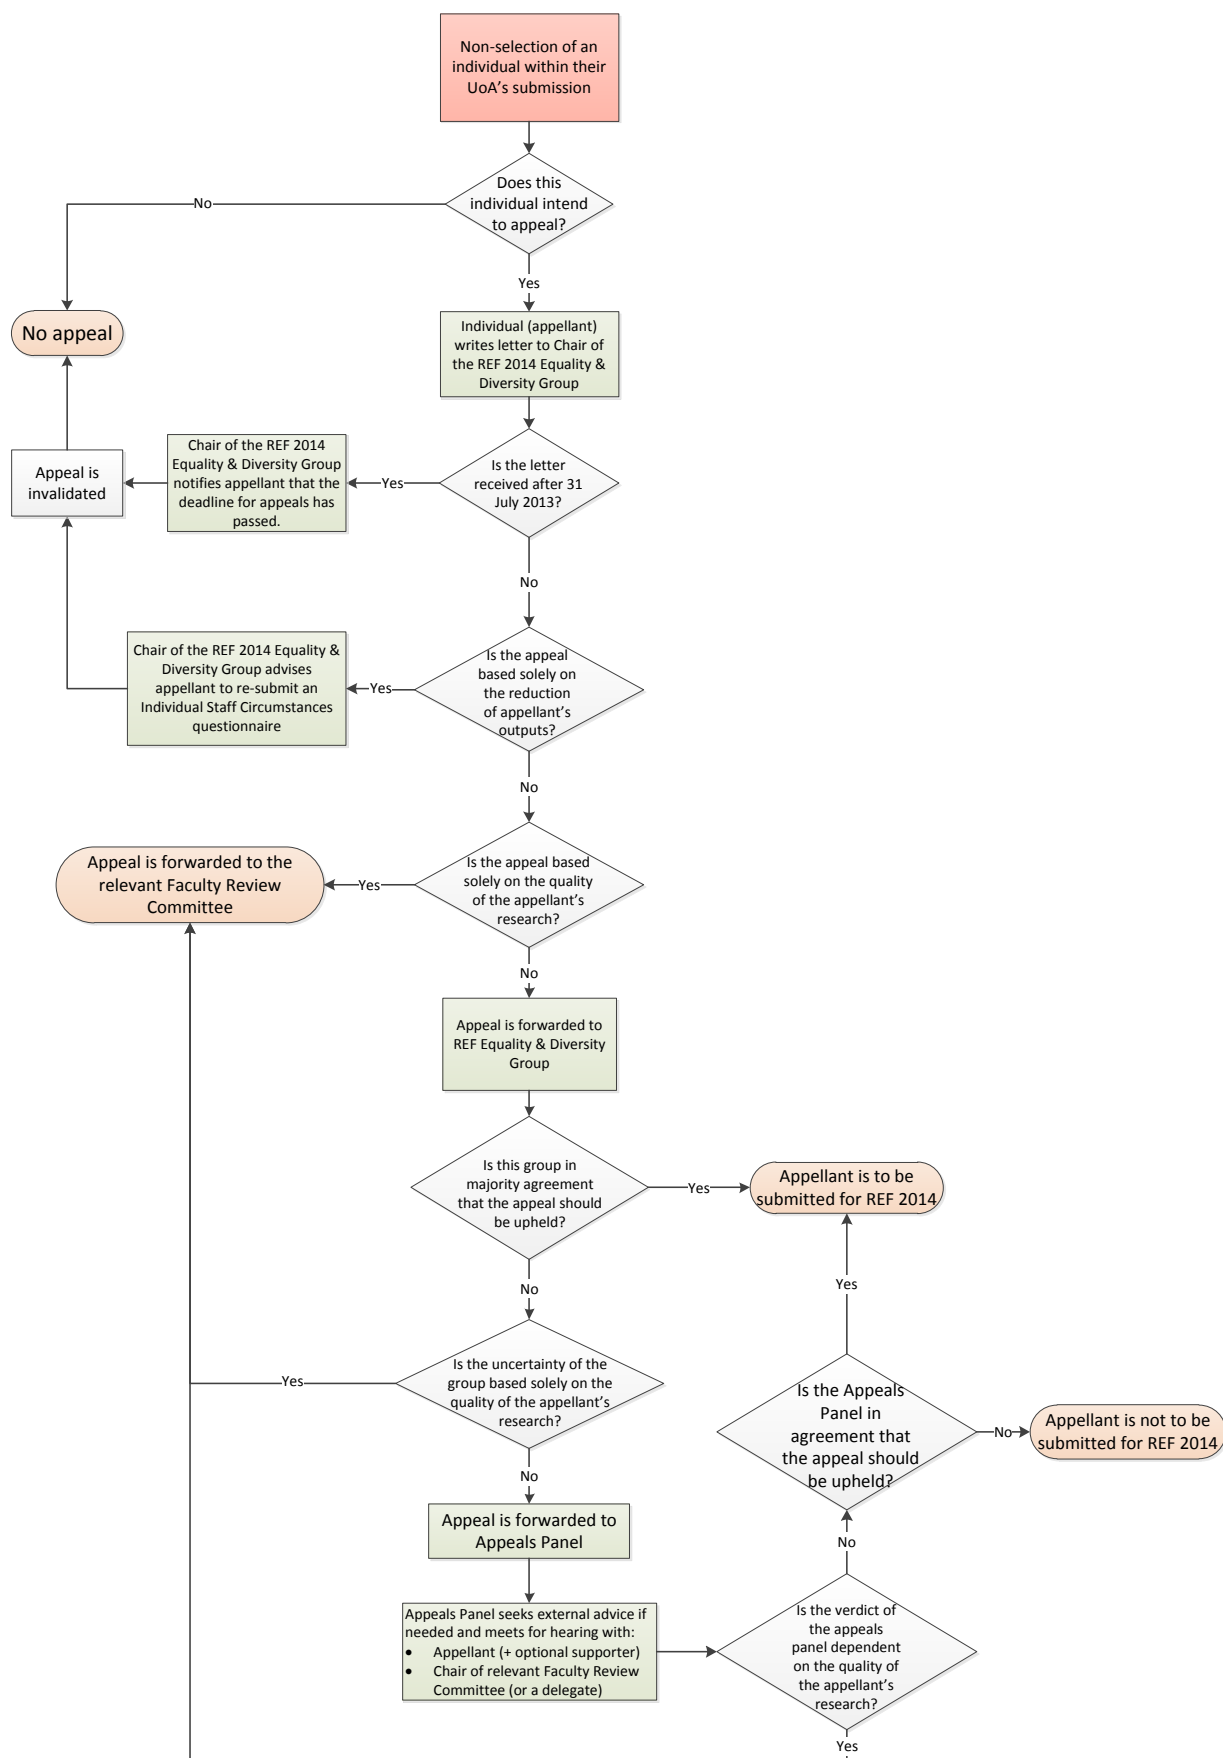 Non-selection of an
individual within their
UoA's submission
Does this
individual intend
to appeal?
No
Yes
No appeal
Individual (appellant)
writes letter to Chair of
the REF 2014 Equality &
Diversity Group
Appeal is
invalidated
Chair of the REF 2014
Equality & Diversity Group
notifies appellant that the
deadline for appeals has
passed.
Yes
Is the letter
received after 31
July 2013?
No
Chair of the REF 2014 Equality &
Diversity Group advises
appellant to re-submit an
Individual Staff Circumstances
questionnaire
Yes
Is the appeal
based solely on
the reduction
of appellant's
outputs?
No
Appeal is forwarded to the
relevant Faculty Review
Committee
Yes
Is the appeal based
solely on the quality
of the appellant's
research?
No
Appeal is forwarded to
REF Equality & Diversity
Group
Is this group in
majority agreement
that the appeal should
be upheld?
Yes
Appellant is to be
submitted for REF 2014
No
Yes
Yes
Is the uncertainty of the
group based solely on the
quality of the appellant's
research?
Is the Appeals
Panel in
agreement that
the appeal should
be upheld?
No
Appellant is not to be
submitted for REF 2014
No
Appeal is forwarded to
Appeals Panel
No
Appeals Panel seeks external advice if
needed and meets for hearing with:
• Appellant (+ optional supporter)
• Chair of relevant Faculty Review
Committee (or a delegate)
Is the verdict of
the appeals
panel dependent
on the quality of
the appellant's
research?
Yes